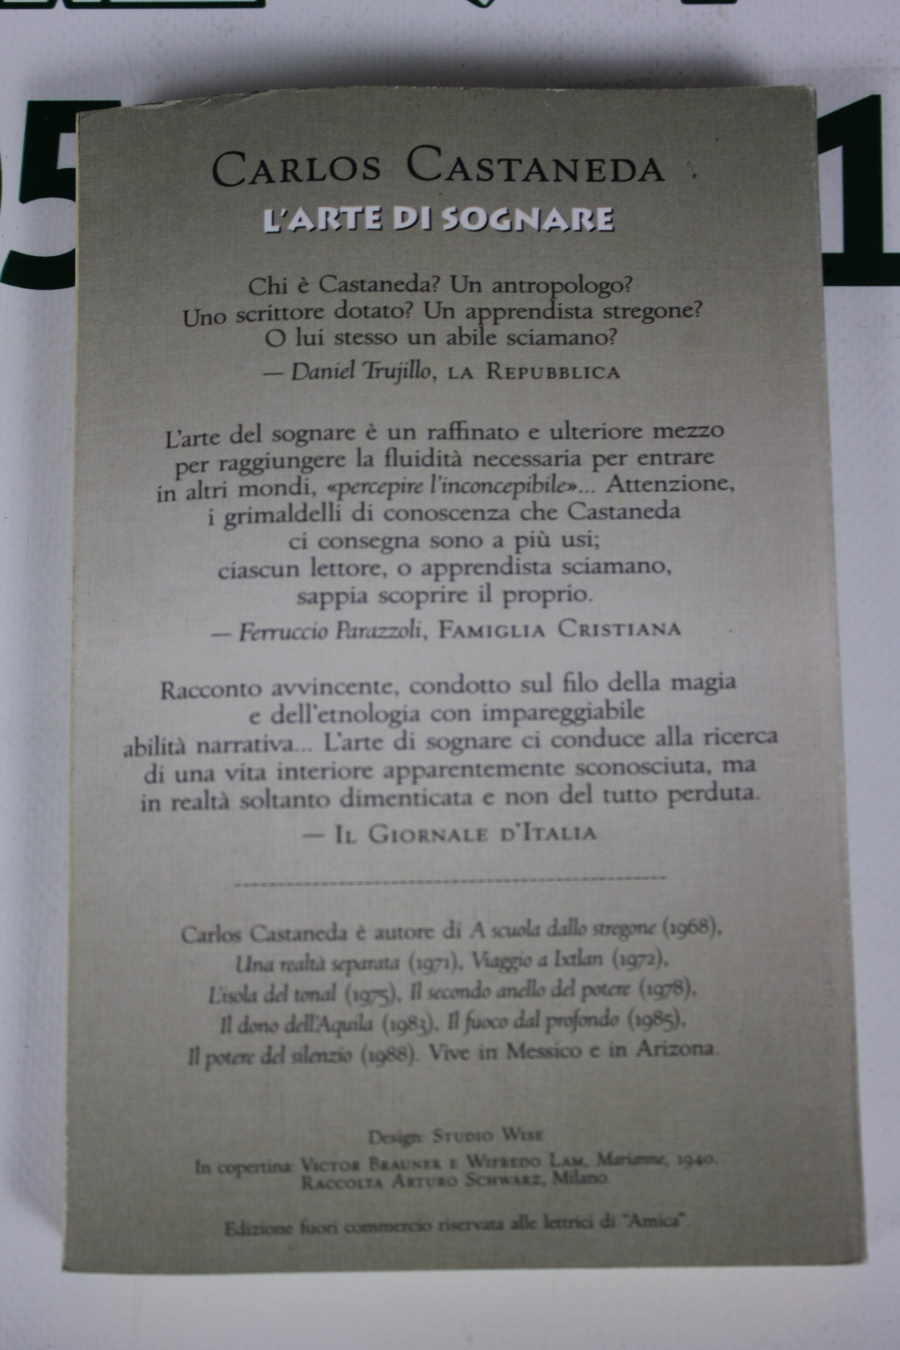 5
1
CARLOS CASTANEDA
L'ARTE DI SOGNARE
Chi è Castaneda? Un antropologo?
Uno scrittore dotato? Un apprendista stregone?
O lui stesso un abile sciamano?
— Daniel Trujillo, LA REPUBBLICA
L'arte del sognare è un raffinato e ulteriore mezzo
per raggiungere la fluidità necessaria per entrare
in altri mondi, «percepire l'inconcepibile»... Attenzione,
i grimaldelli di conoscenza che Castaneda
ci consegna sono a più usi;
ciascun lettore, o apprendista sciamano,
sappia scoprire il proprio.
— Ferruccio Parazzoli, FAMIGLIA CRISTIANA
Racconto avvincente, condotto sul filo della magia
e dell'etnologia con impareggiabile
abilità narrativa... L'arte di sognare ci conduce alla ricerca
di una vita interiore apparentemente sconosciuta, ma
in realtà soltanto dimenticata e non del tutto perduta.
— IL GIORNALE D'ITALIA
Carlos Castaneda è autore di A scuola dallo stregone (1968),
Una realtà separata (1971), Viaggio a Ixtlan (1972),
L'isola del tonal (1975), Il secondo anello del potere (1978),
Il dono dell'Aquila (1983), Il fuoco dal profondo (1985),
Il potere del silenzio (1988). Vive in Messico e in Arizona.
Design: STUDIO WISE
In copertina: VICTOR BRAUNER E WIFREDO LAM, Marianne, 1940,
RACCOLTA ARTURO SCHWARZ, Milano.
Edizione fuori commercio riservata alle lettrici di "Amica"